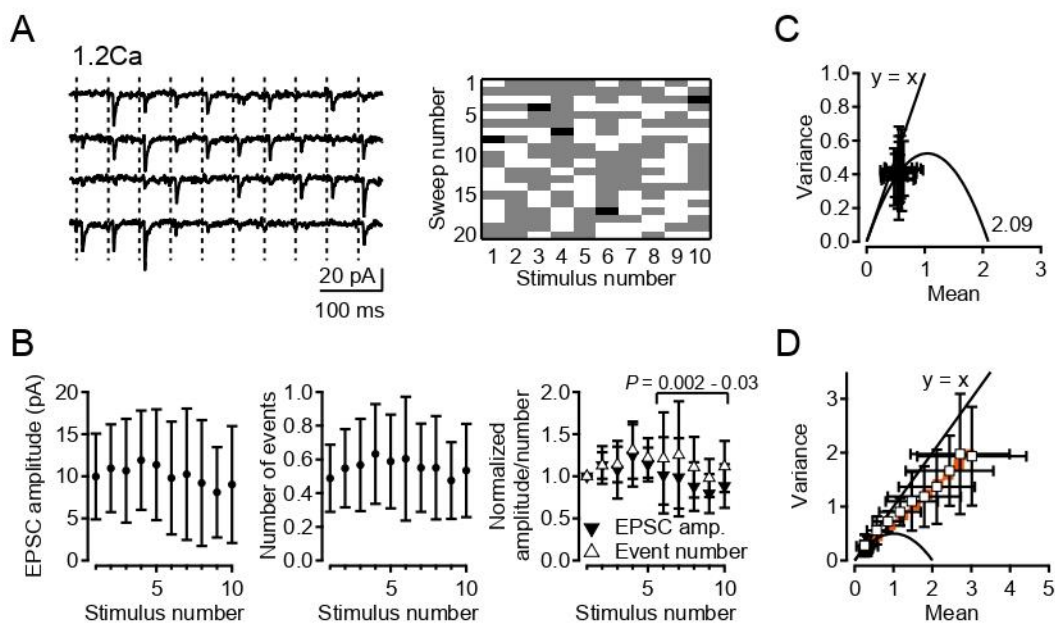 A
1.2Ca
20 pA
100 ms
Sweep number
1
5
10
15
20
1 2 3 4 5 6 7 8 9 10
Stimulus number
C
y = x
Variance
1.0
0.8
0.6
0.4
0.2
0.0
2.09
0 1 2 3
Mean
B
EPSC amplitude (pA)
20
15
10
5
0
5 10
Stimulus number
Number of events
1.0
0.8
0.6
0.4
0.2
0.0
5 10
Stimulus number
Normalized
amplitude/number
2.0
1.5
1.0
0.5
0.0
P = 0.002 - 0.03
EPSC amp.
Event number
5 10
Stimulus number
D
y = x
Variance
3
2
1
0
0 1 2 3 4 5
Mean